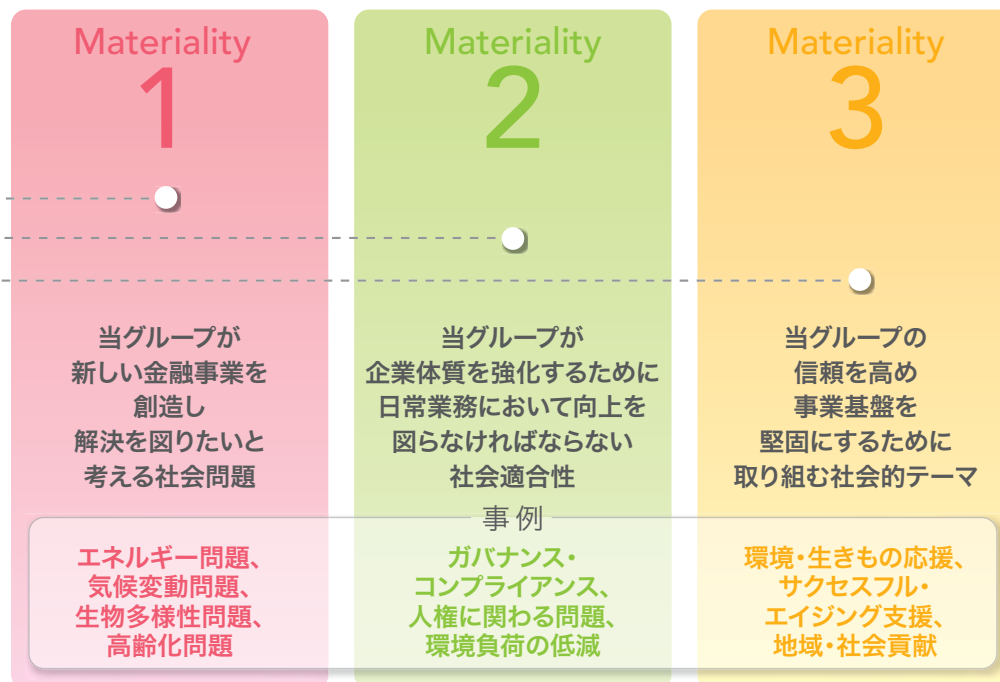 Materiality
1
当グループが
新しい金融事業を
創造し
解決を図りたいと
考える社会問題
Materiality
2
当グループが
企業体質を強化するために
日常業務において向上を
図らなければならない
社会適合性
Materiality
3
当グループの
信頼を高め
事業基盤を
堅固にするために
取り組む社会的テーマ
事例
エネルギー問題、
気候変動問題、
生物多様性問題、
高齢化問題
ガバナンス・
コンプライアンス、
人権に関わる問題、
環境負荷の低減
環境・生きもの応援、
サクセスフル・
エイジング支援、
地域・社会貢献